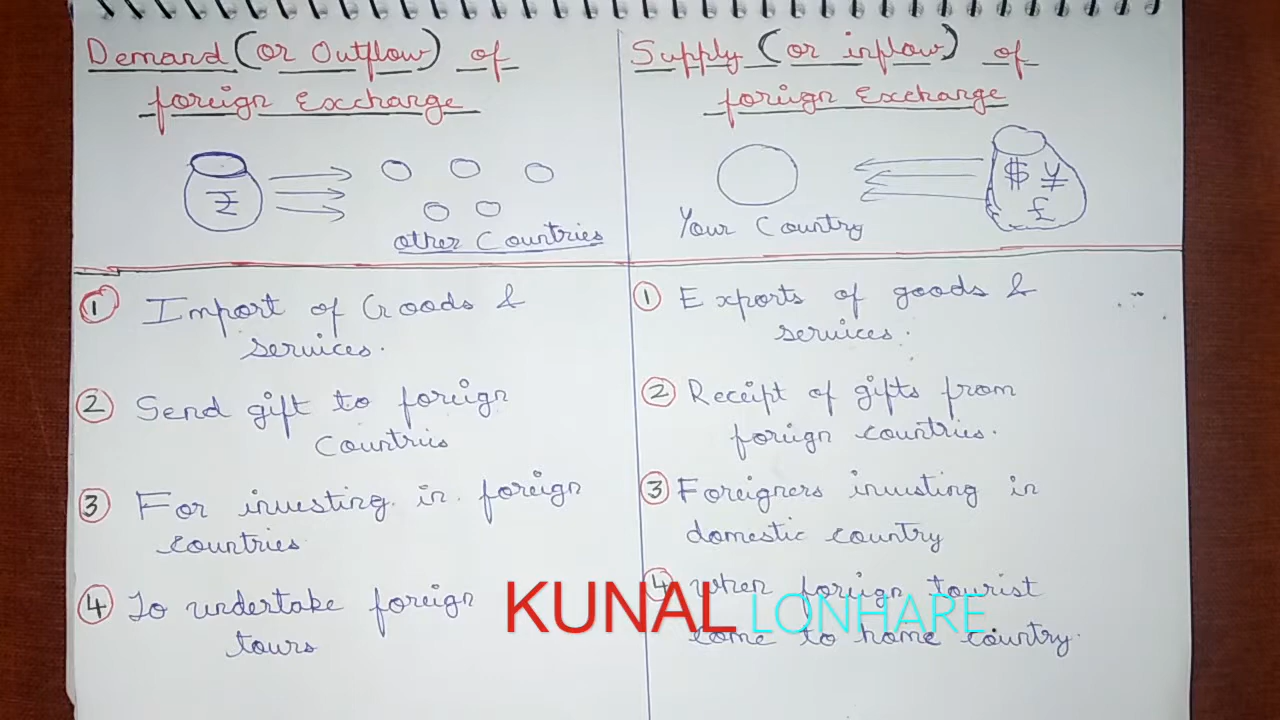 Demand (or Outflow) of
foreign Exchange
₹
other Countries
① Import of Goods &
services.
② Send gift to foreign
Countries
③ For investing in foreign
countries
④ To undertake foreign
tours
Supply (or inflow) of
foreign Exchange
$ ¥
£
Your Country
① Exports of goods &
services.
② Receipt of gifts from
foreign countries.
③ Foreigners investing in
domestic country
④ When foreign tourist
come to home country.
KUNAL LONHARE